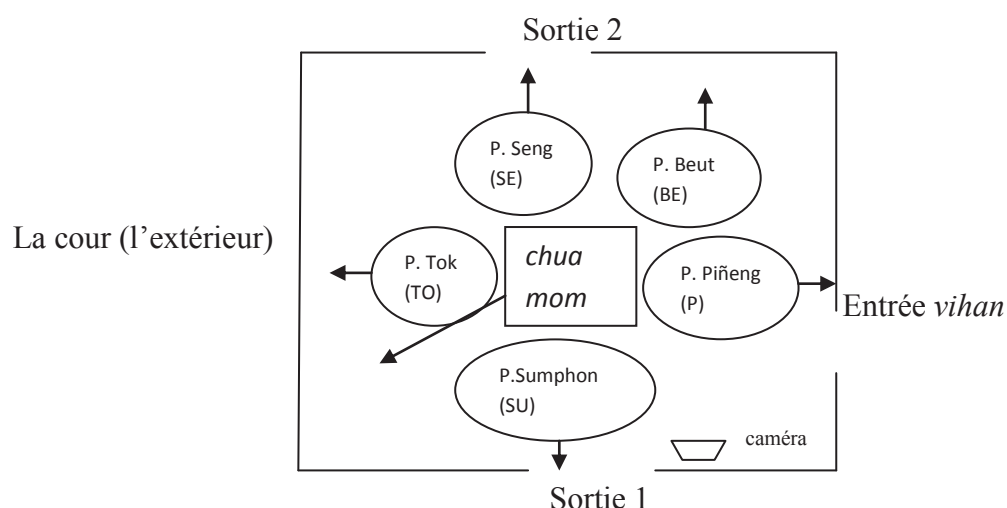 Sortie 2
P. Seng
(SE)
P. Beut
(BE)
La cour (l’extérieur)
P. Tok
(TO)
chua
mom
P. Piñeng
(P)
Entrée vihan
P.Sumphon
(SU)
caméra
Sortie 1